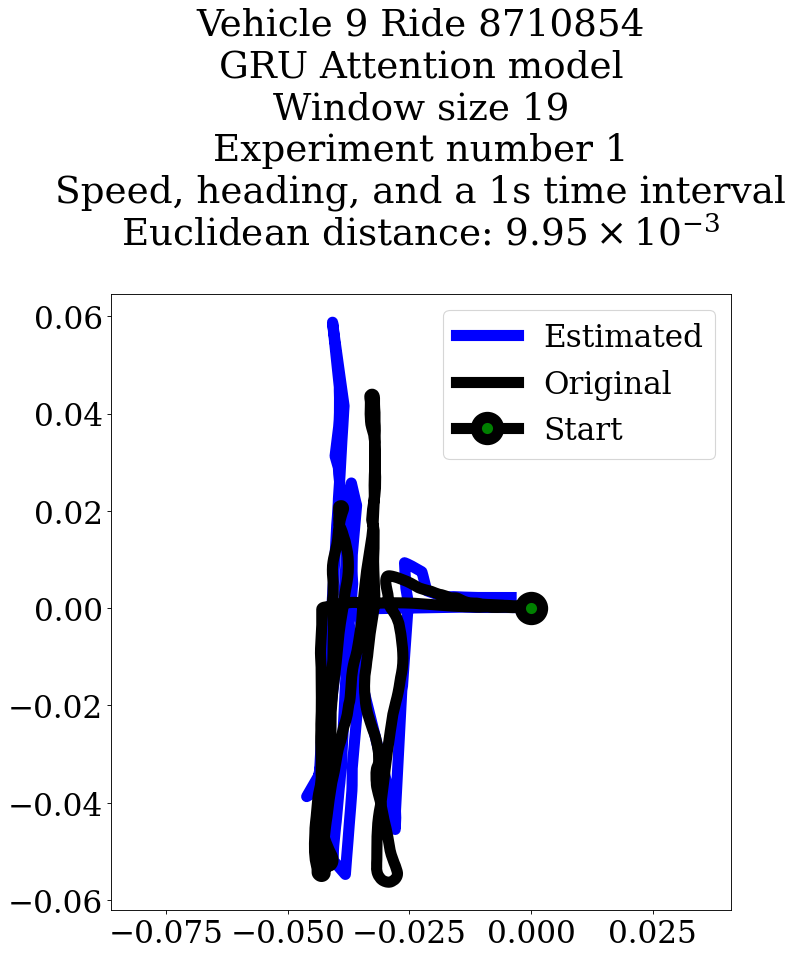 Vehicle 9 Ride 8710854
GRU Attention model
Window size 19
Experiment number 1
Speed, heading, and a 1s time interval
Euclidean distance: 9.95 × 10⁻³
Estimated
Original
Start
0.06
0.04
0.02
0.00
−0.02
−0.04
−0.06
−0.075 −0.050 −0.025 0.000 0.025